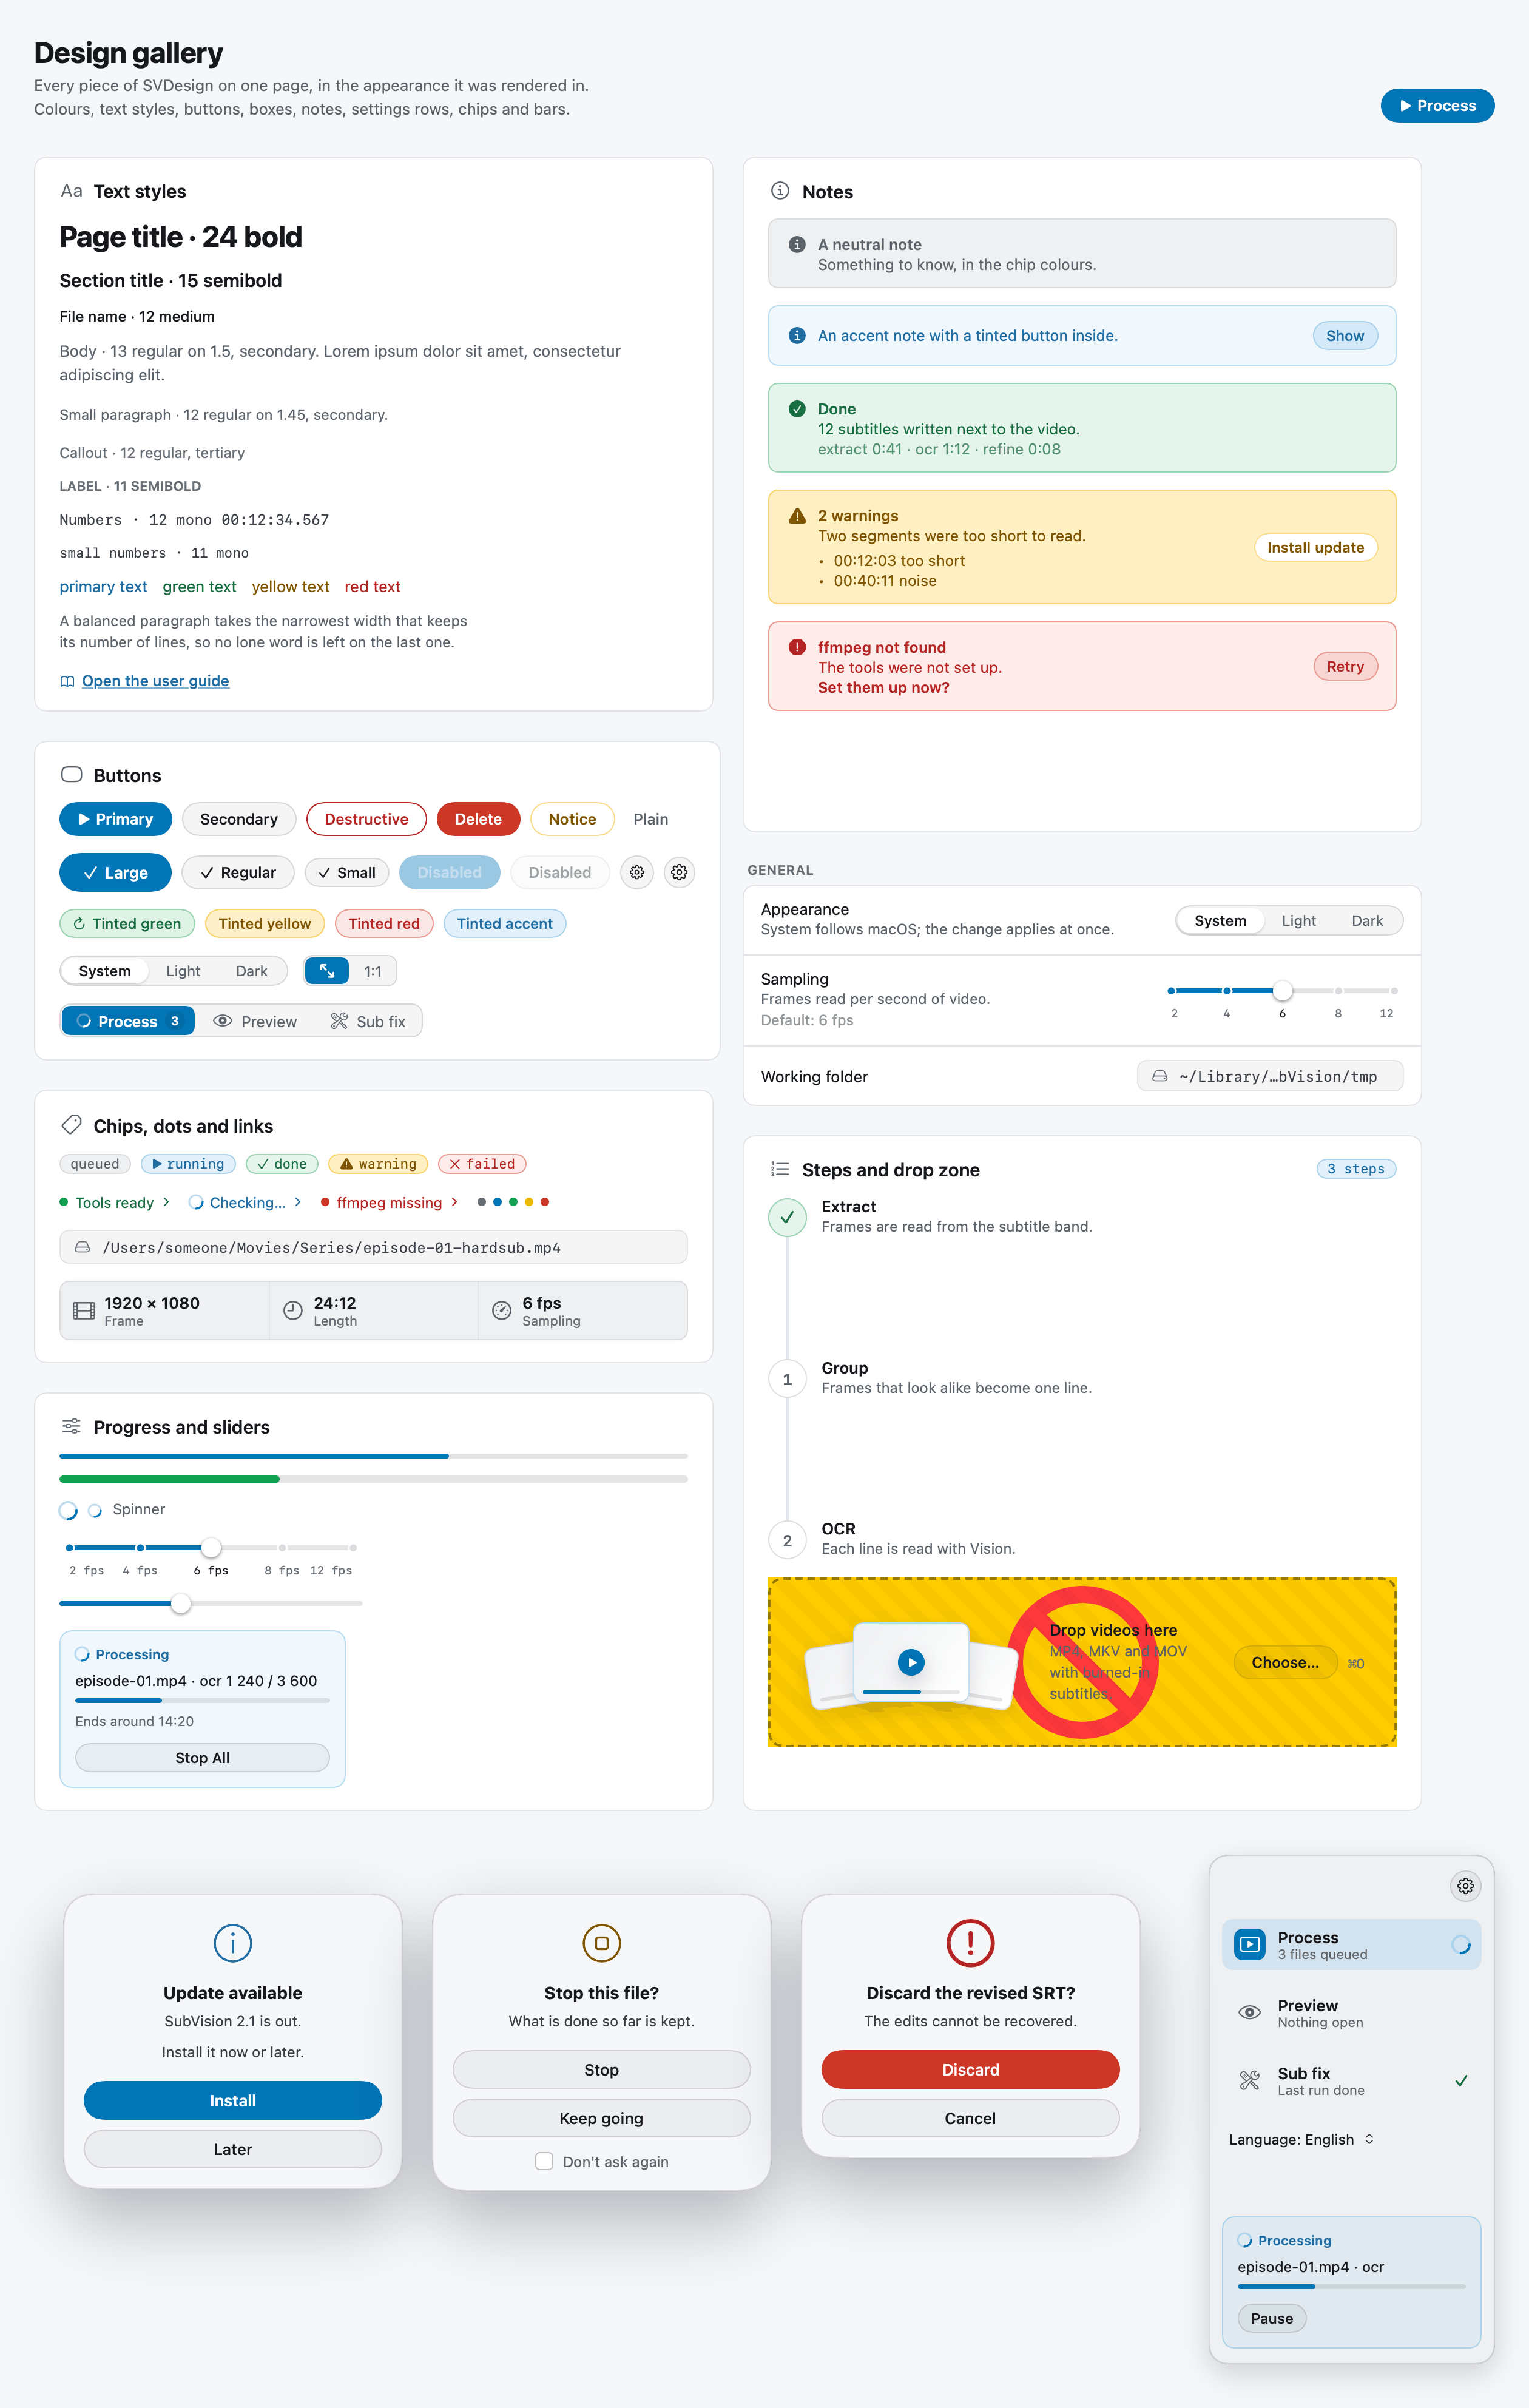 Design gallery
Every piece of SVDesign on one page, in the appearance it was rendered in.
Colours, text styles, buttons, boxes, notes, settings rows, chips and bars.
Process
Aa Text styles
Page title · 24 bold
Section title · 15 semibold
File name · 12 medium
Body · 13 regular on 1.5, secondary. Lorem ipsum dolor sit amet, consectetur
adipiscing elit.
Small paragraph · 12 regular on 1.45, secondary.
Callout · 12 regular, tertiary
LABEL · 11 SEMIBOLD
Numbers · 12 mono 00:12:34.567
small numbers · 11 mono
primary text green text yellow text red text
A balanced paragraph takes the narrowest width that keeps
its number of lines, so no lone word is left on the last one.
Open the user guide
Notes
A neutral note
Something to know, in the chip colours.
An accent note with a tinted button inside.
Show
Done
12 subtitles written next to the video.
extract 0:41 · ocr 1:12 · refine 0:08
2 warnings
Two segments were too short to read.
• 00:12:03 too short
• 00:40:11 noise
Install update
ffmpeg not found
The tools were not set up.
Set them up now?
Retry
Buttons
Primary Secondary Destructive Delete Notice Plain
Large Regular Small Disabled Disabled
Tinted green Tinted yellow Tinted red Tinted accent
System Light Dark 1:1
Process 3 Preview Sub fix
GENERAL
Appearance
System follows macOS; the change applies at once.
System Light Dark
Sampling
Frames read per second of video.
Default: 6 fps
2 4 6 8 12
Working folder
~/Library/…bVision/tmp
Chips, dots and links
queued running done warning failed
Tools ready Checking… ffmpeg missing
/Users/someone/Movies/Series/episode-01-hardsub.mp4
1920 × 1080
Frame
24:12
Length
6 fps
Sampling
Steps and drop zone
3 steps
Extract
Frames are read from the subtitle band.
1
Group
Frames that look alike become one line.
2
OCR
Each line is read with Vision.
Drop videos here
MP4, MKV and MOV
with burned-in
subtitles.
Choose… ⌘O
Progress and sliders
Spinner
2 fps 4 fps 6 fps 8 fps 12 fps
Processing
episode-01.mp4 · ocr 1 240 / 3 600
Ends around 14:20
Stop All
Update available
SubVision 2.1 is out.
Install it now or later.
Install
Later
Stop this file?
What is done so far is kept.
Stop
Keep going
Don't ask again
Discard the revised SRT?
The edits cannot be recovered.
Discard
Cancel
Process
3 files queued
Preview
Nothing open
Sub fix
Last run done
Language: English
Processing
episode-01.mp4 · ocr
Pause